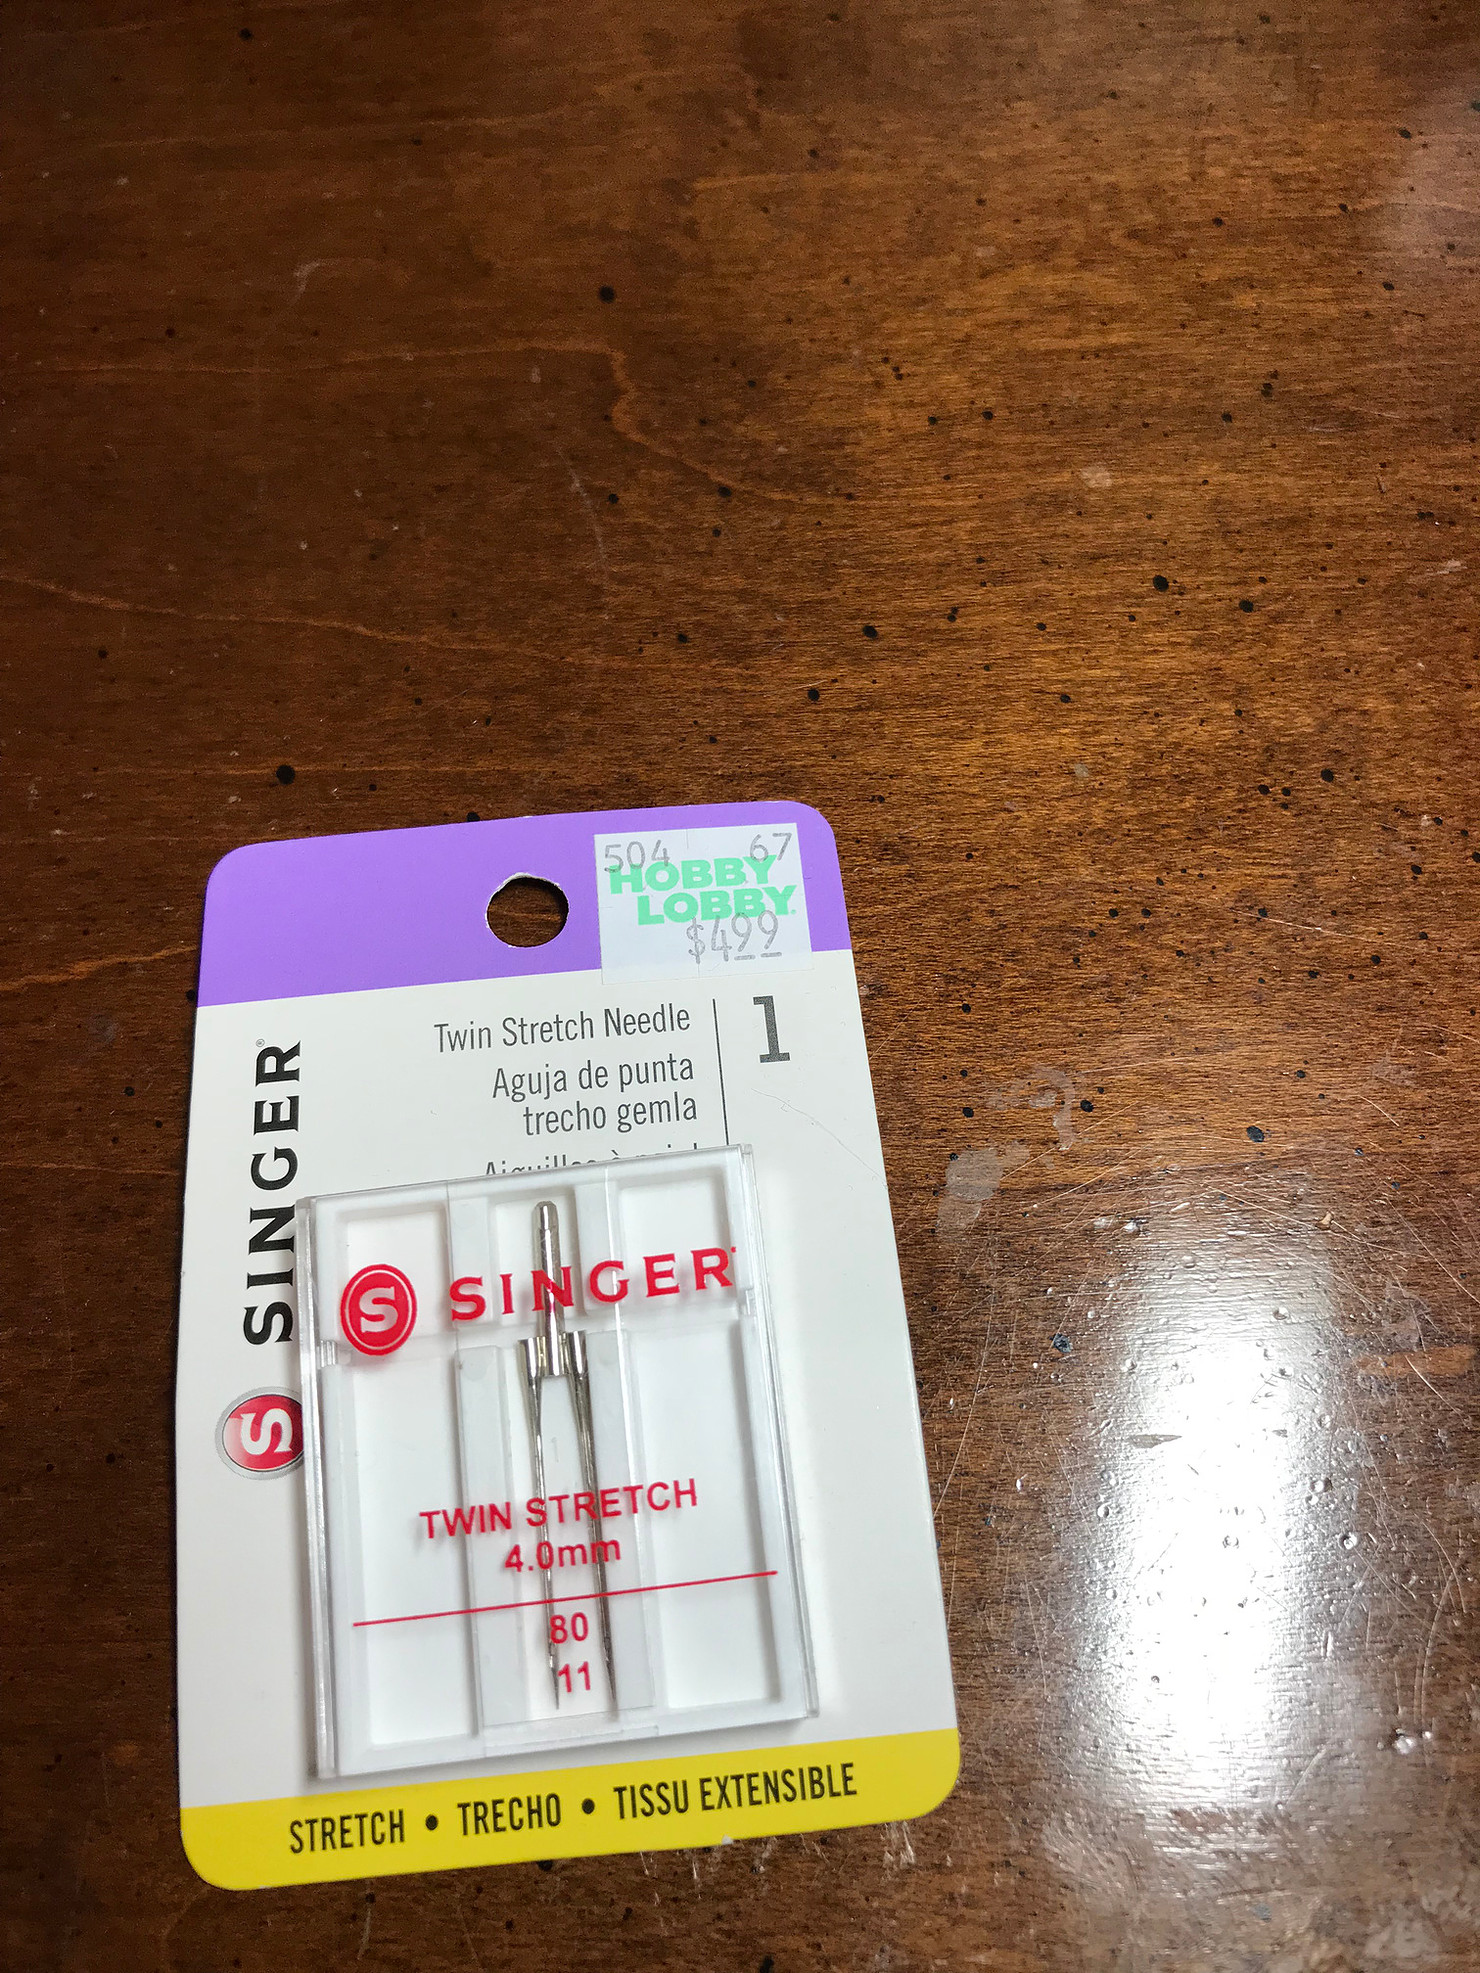 504 67
HOBBY
LOBBY
$499
Twin Stretch Needle
Aguja de punta
trecho gemla
1
SINGER
S
SINGER
TWIN STRETCH
4.0mm
80
11
S
STRETCH • TRECHO • TISSU EXTENSIBLE